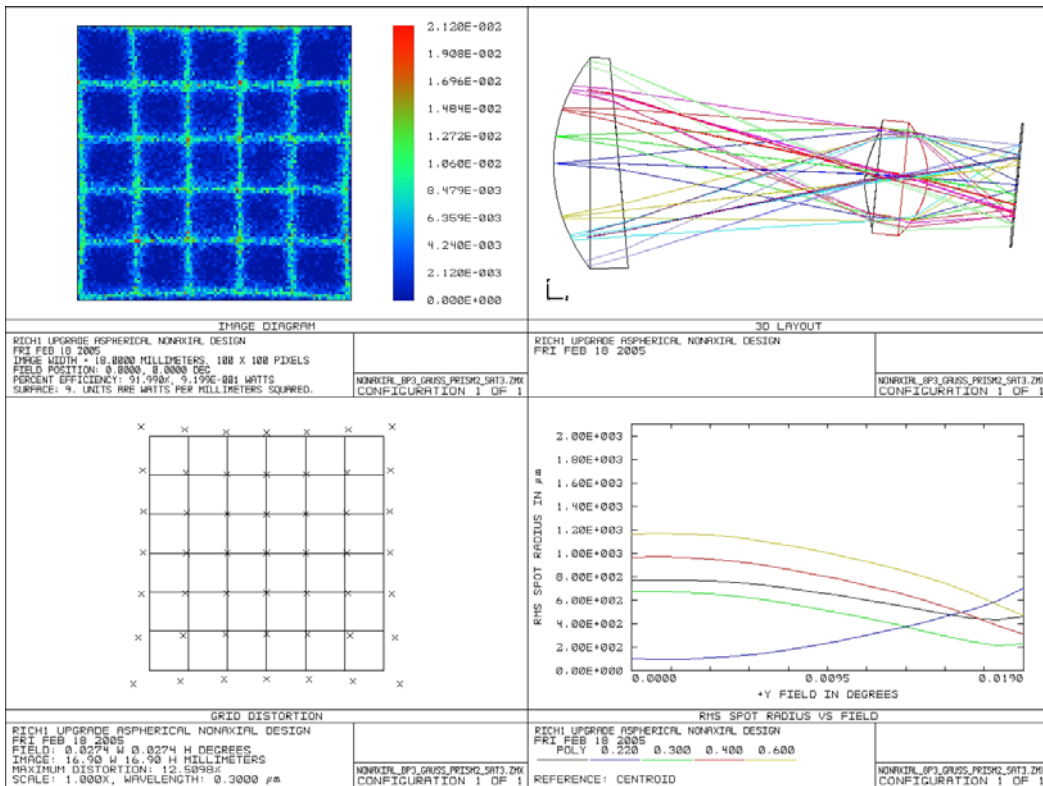 2.120E-002
1.908E-002
1.696E-002
1.484E-002
1.272E-002
1.060E-002
8.479E-003
6.359E-003
4.240E-003
2.120E-003
0.000E+000
IMAGE DIAGRAM
RICH1 UPGRADE ASPHERICAL NONAXIAL DESIGN
FRI FEB 18 2005
IMAGE WIDTH = 18.0000 MILLIMETERS, 100 X 100 PIXELS
FIELD POSITION: 0.0000, 0.0000 DEG
PERCENT EFFICIENCY: 91.990%, 9.199E-001 WATTS
SURFACE: 9. UNITS ARE WATTS PER MILLIMETERS SQUARED.
NONAXIAL_8P3_GAUSS_PRISM2_SAT3.ZMX
CONFIGURATION 1 OF 1
3D LAYOUT
RICH1 UPGRADE ASPHERICAL NONAXIAL DESIGN
FRI FEB 18 2005
NONAXIAL_8P3_GAUSS_PRISM2_SAT3.ZMX
CONFIGURATION 1 OF 1
GRID DISTORTION
RICH1 UPGRADE ASPHERICAL NONAXIAL DESIGN
FRI FEB 18 2005
FIELD: 0.0274 W 0.0274 H DEGREES
IMAGE: 16.90 W 16.90 H MILLIMETERS
MAXIMUM DISTORTION: 12.5098%
SCALE: 1.000X, WAVELENGTH: 0.3000 µm
NONAXIAL_8P3_GAUSS_PRISM2_SAT3.ZMX
CONFIGURATION 1 OF 1
2.00E+003
1.80E+003
1.60E+003
1.40E+003
1.20E+003
1.00E+003
8.00E+002
6.00E+002
4.00E+002
2.00E+002
0.00E+000
RMS SPOT RADIUS IN µm
0.0000 0.0095 0.0190
+Y FIELD IN DEGREES
RMS SPOT RADIUS VS FIELD
RICH1 UPGRADE ASPHERICAL NONAXIAL DESIGN
FRI FEB 18 2005
POLY 0.220 0.300 0.400 0.600
REFERENCE: CENTROID
NONAXIAL_8P3_GAUSS_PRISM2_SAT3.ZMX
CONFIGURATION 1 OF 1